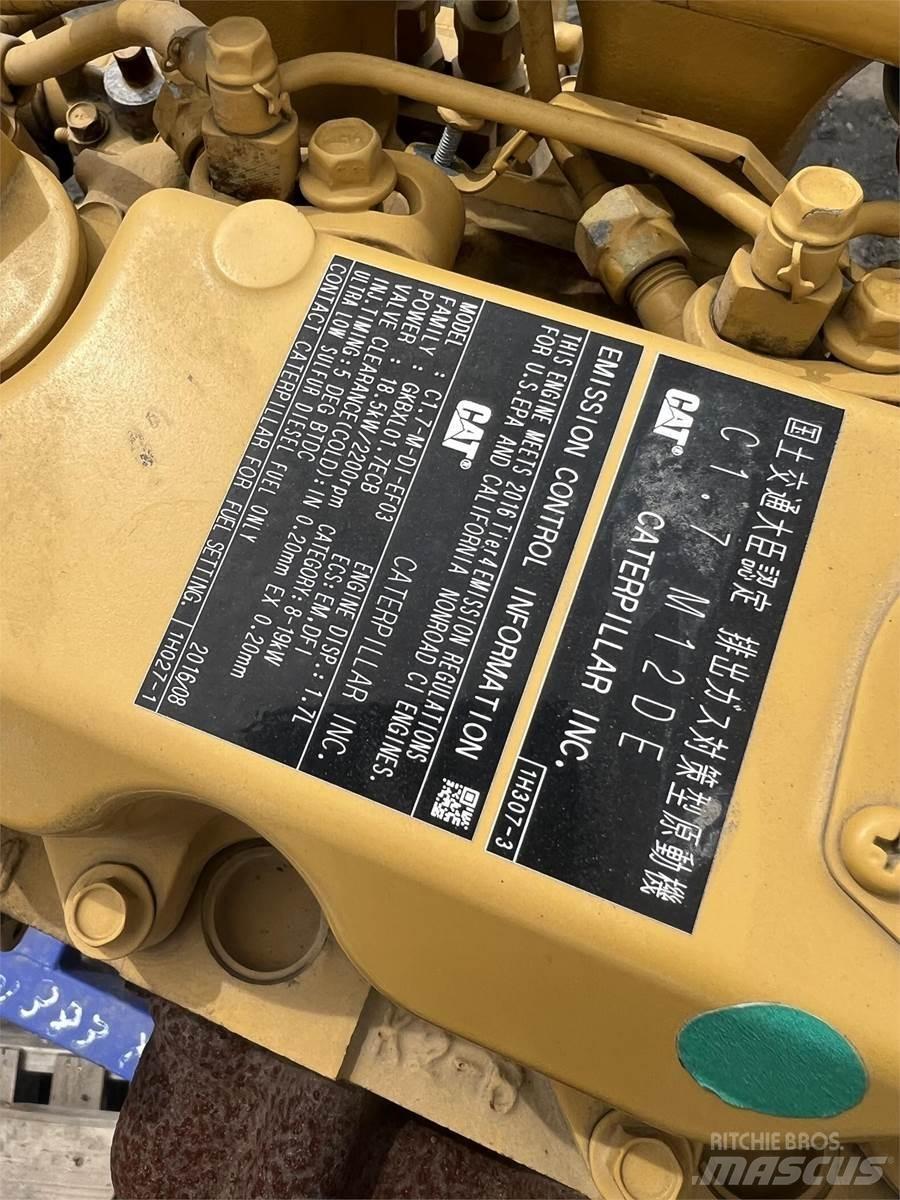 国土交通大臣認定 排出ガス対策型原動機
C1.7 M12DE
CAT® CATERPILLAR INC.
1H307-3
EMISSION CONTROL INFORMATION
THIS ENGINE MEETS 2016 Tier4 EMISSION REGULATIONS
FOR U.S.EPA AND CALIFORNIA NONROAD CI ENGINES.
CAT® CATERPILLAR INC.
MODEL : C1.7-M-DI-EF03 ENGINE DISP.: 1.7L
FAMILY : GKBXL01.7ECB ECS: EM, DFI
POWER : 18.5kW/2200rpm CATEGORY: 8-19kW
VALVE CLEARANCE(COLD): IN 0.20mm EX 0.20mm
INJ.TIMING: 5 DEG BTDC
ULTRA LOW SULFUR DIESEL FUEL ONLY
CONTACT CATERPILLAR FOR FUEL SETTING. 2016/08
1H027-1
RITCHIE BROS.
MASCUS